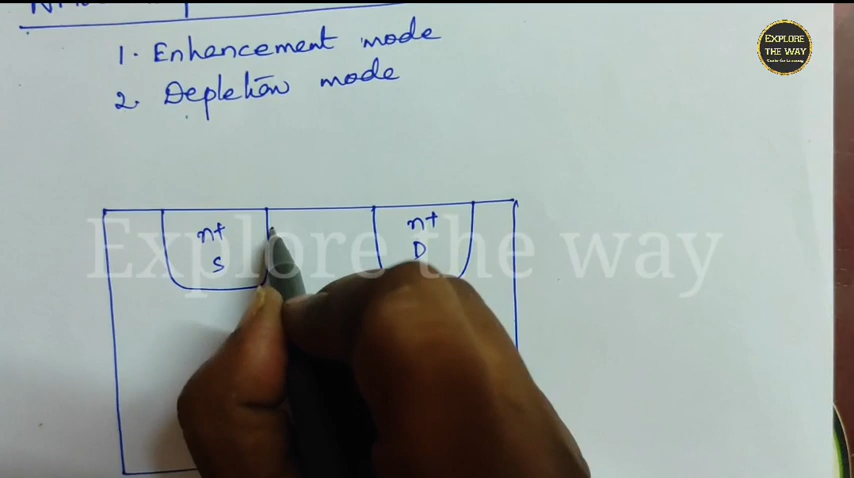 1. Enhancement mode
2. Depletion mode
EXPLORE
THE WAY
n+
n+
S
D
Explore the way